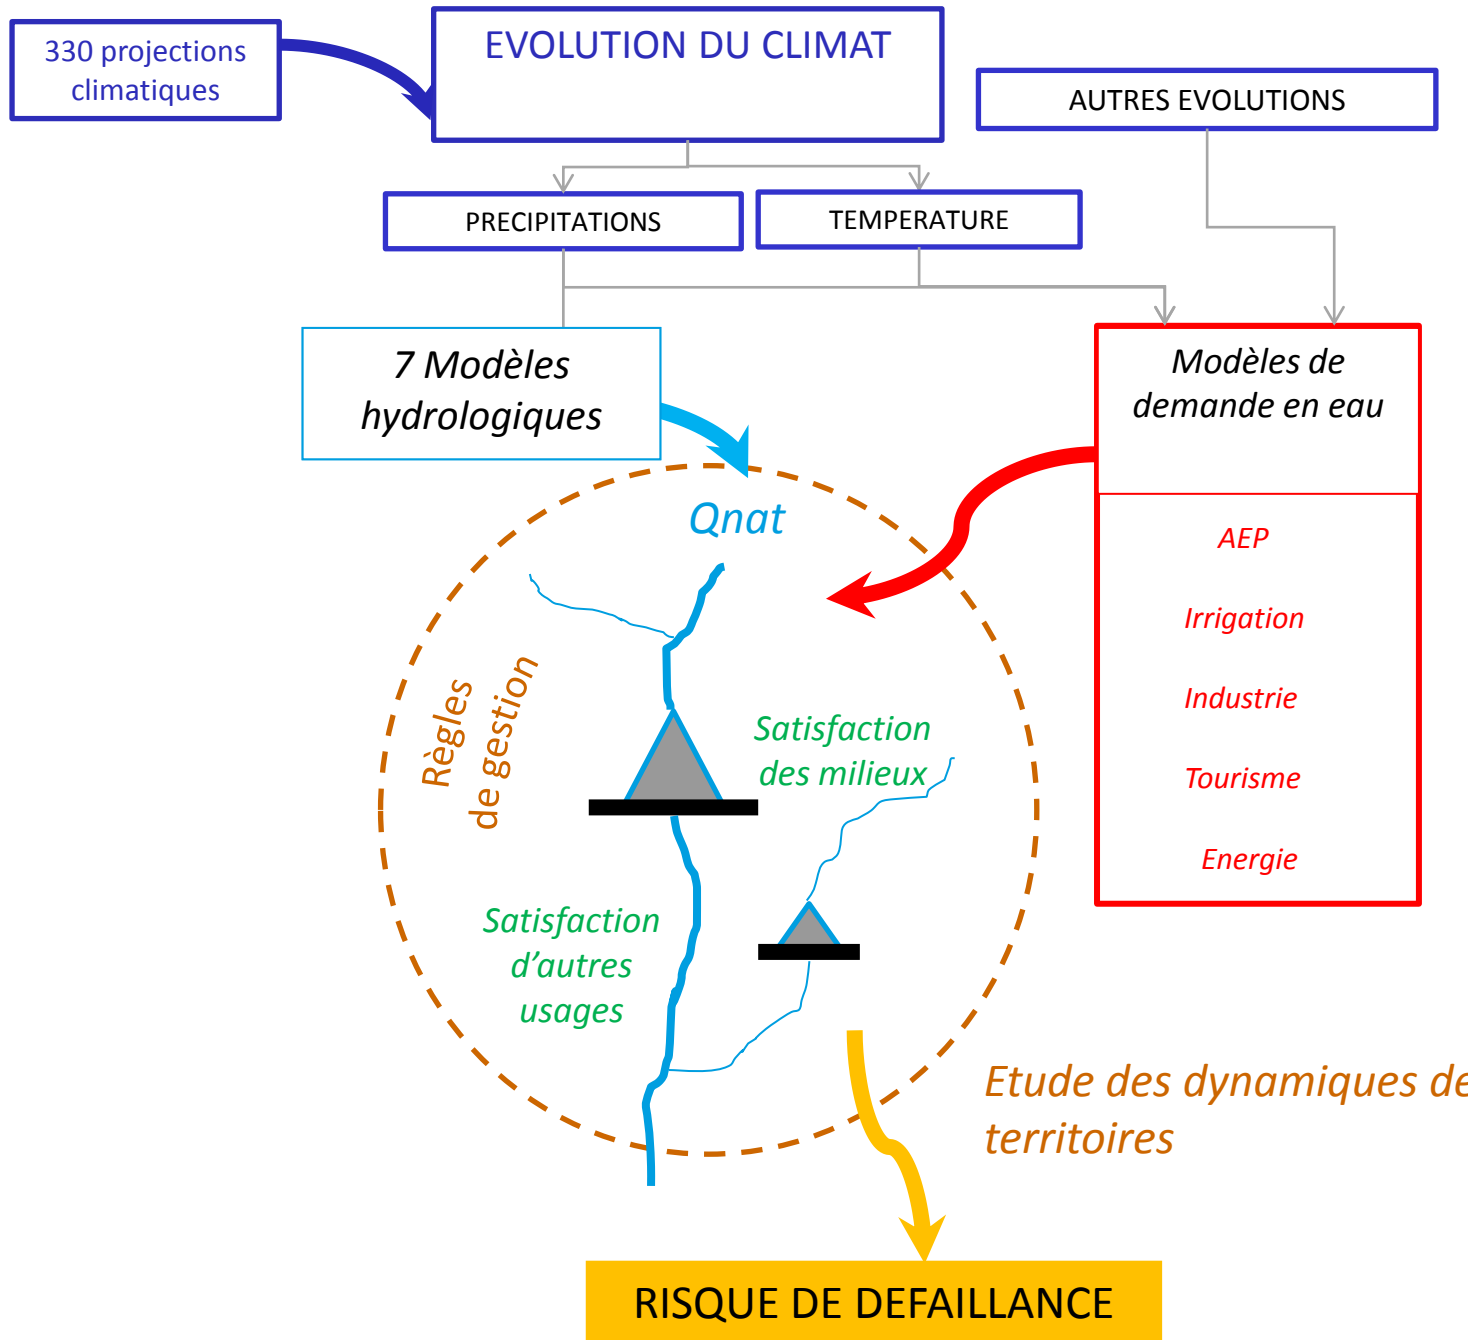 330 projections
climatiques
EVOLUTION DU CLIMAT
AUTRES EVOLUTIONS
PRECIPITATIONS
TEMPERATURE
7 Modèles
hydrologiques
Modèles de
demande en eau
AEP
Irrigation
Industrie
Tourisme
Energie
Qnat
Règles
de gestion
Satisfaction
des milieux
Satisfaction
d'autres
usages
Etude des dynamiques de
territoires
RISQUE DE DEFAILLANCE